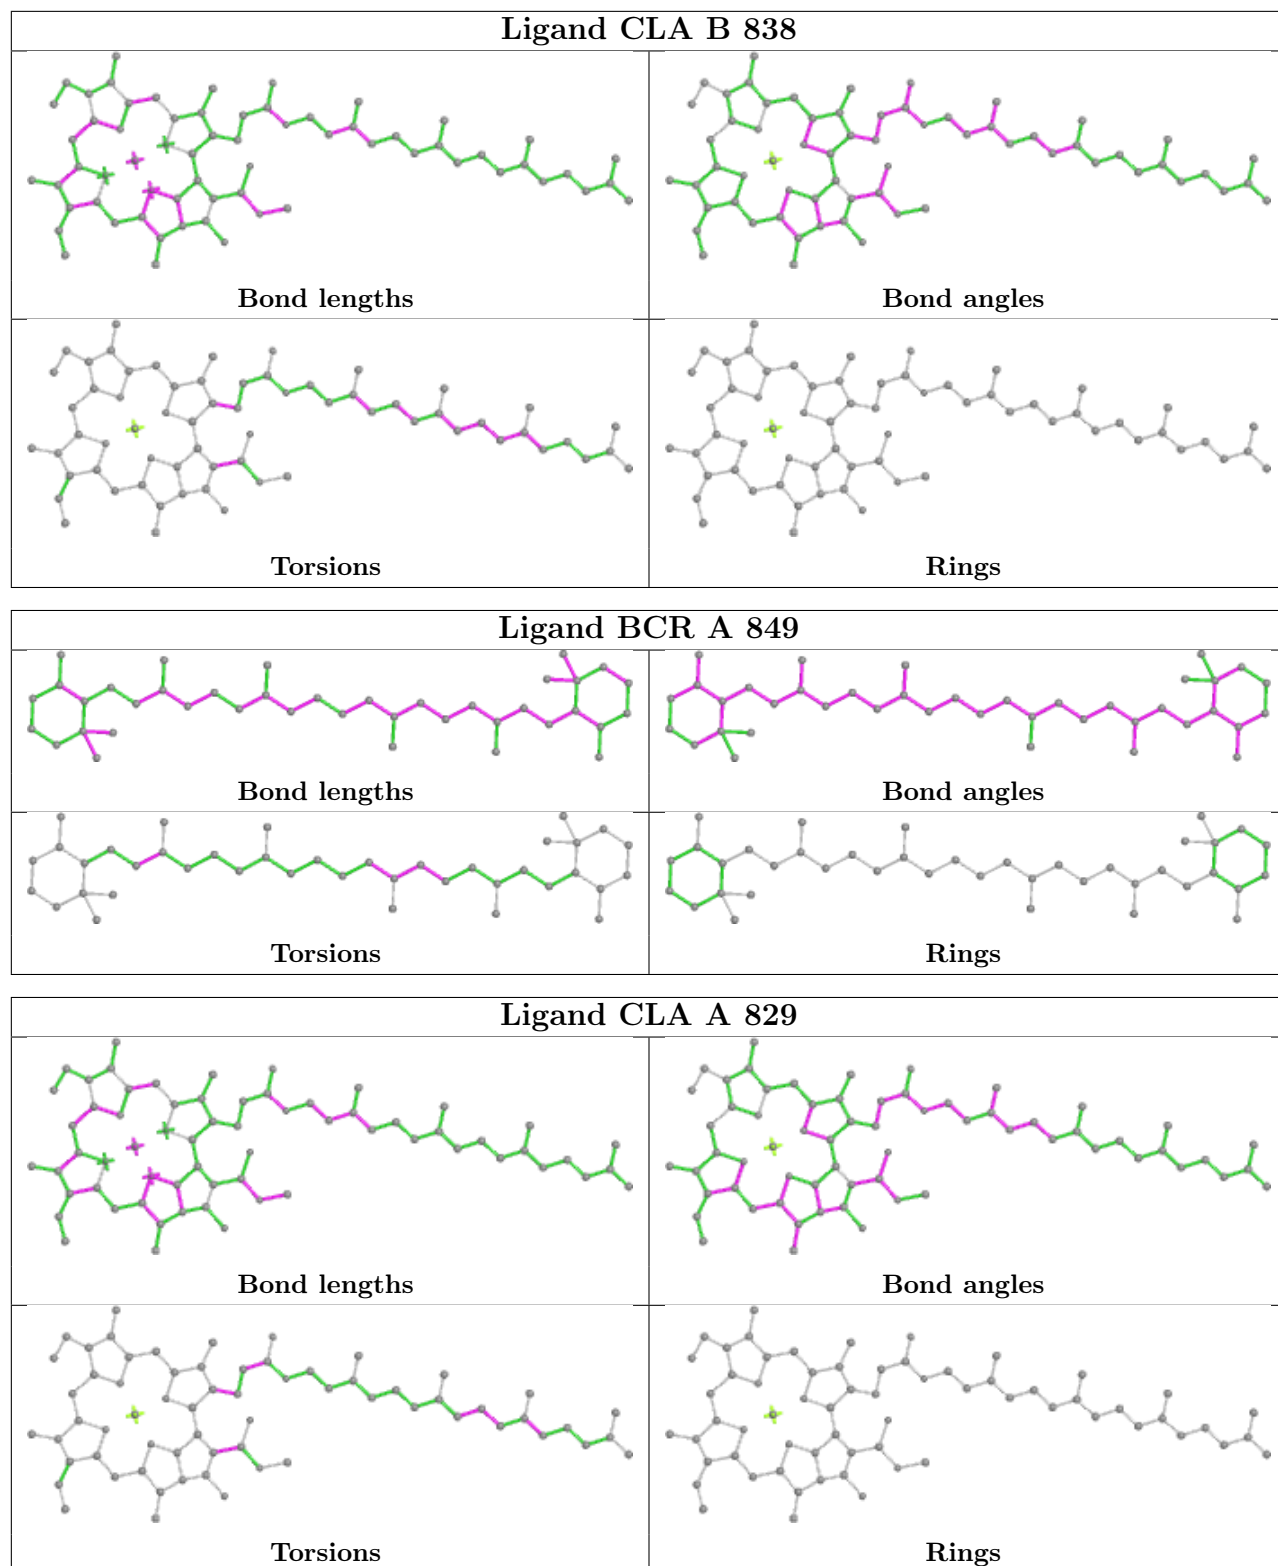 Ligand CLA B 838
Bond lengths
Bond angles
Torsions
Rings
Ligand BCR A 849
Bond lengths
Bond angles
Torsions
Rings
Ligand CLA A 829
Bond lengths
Bond angles
Torsions
Rings